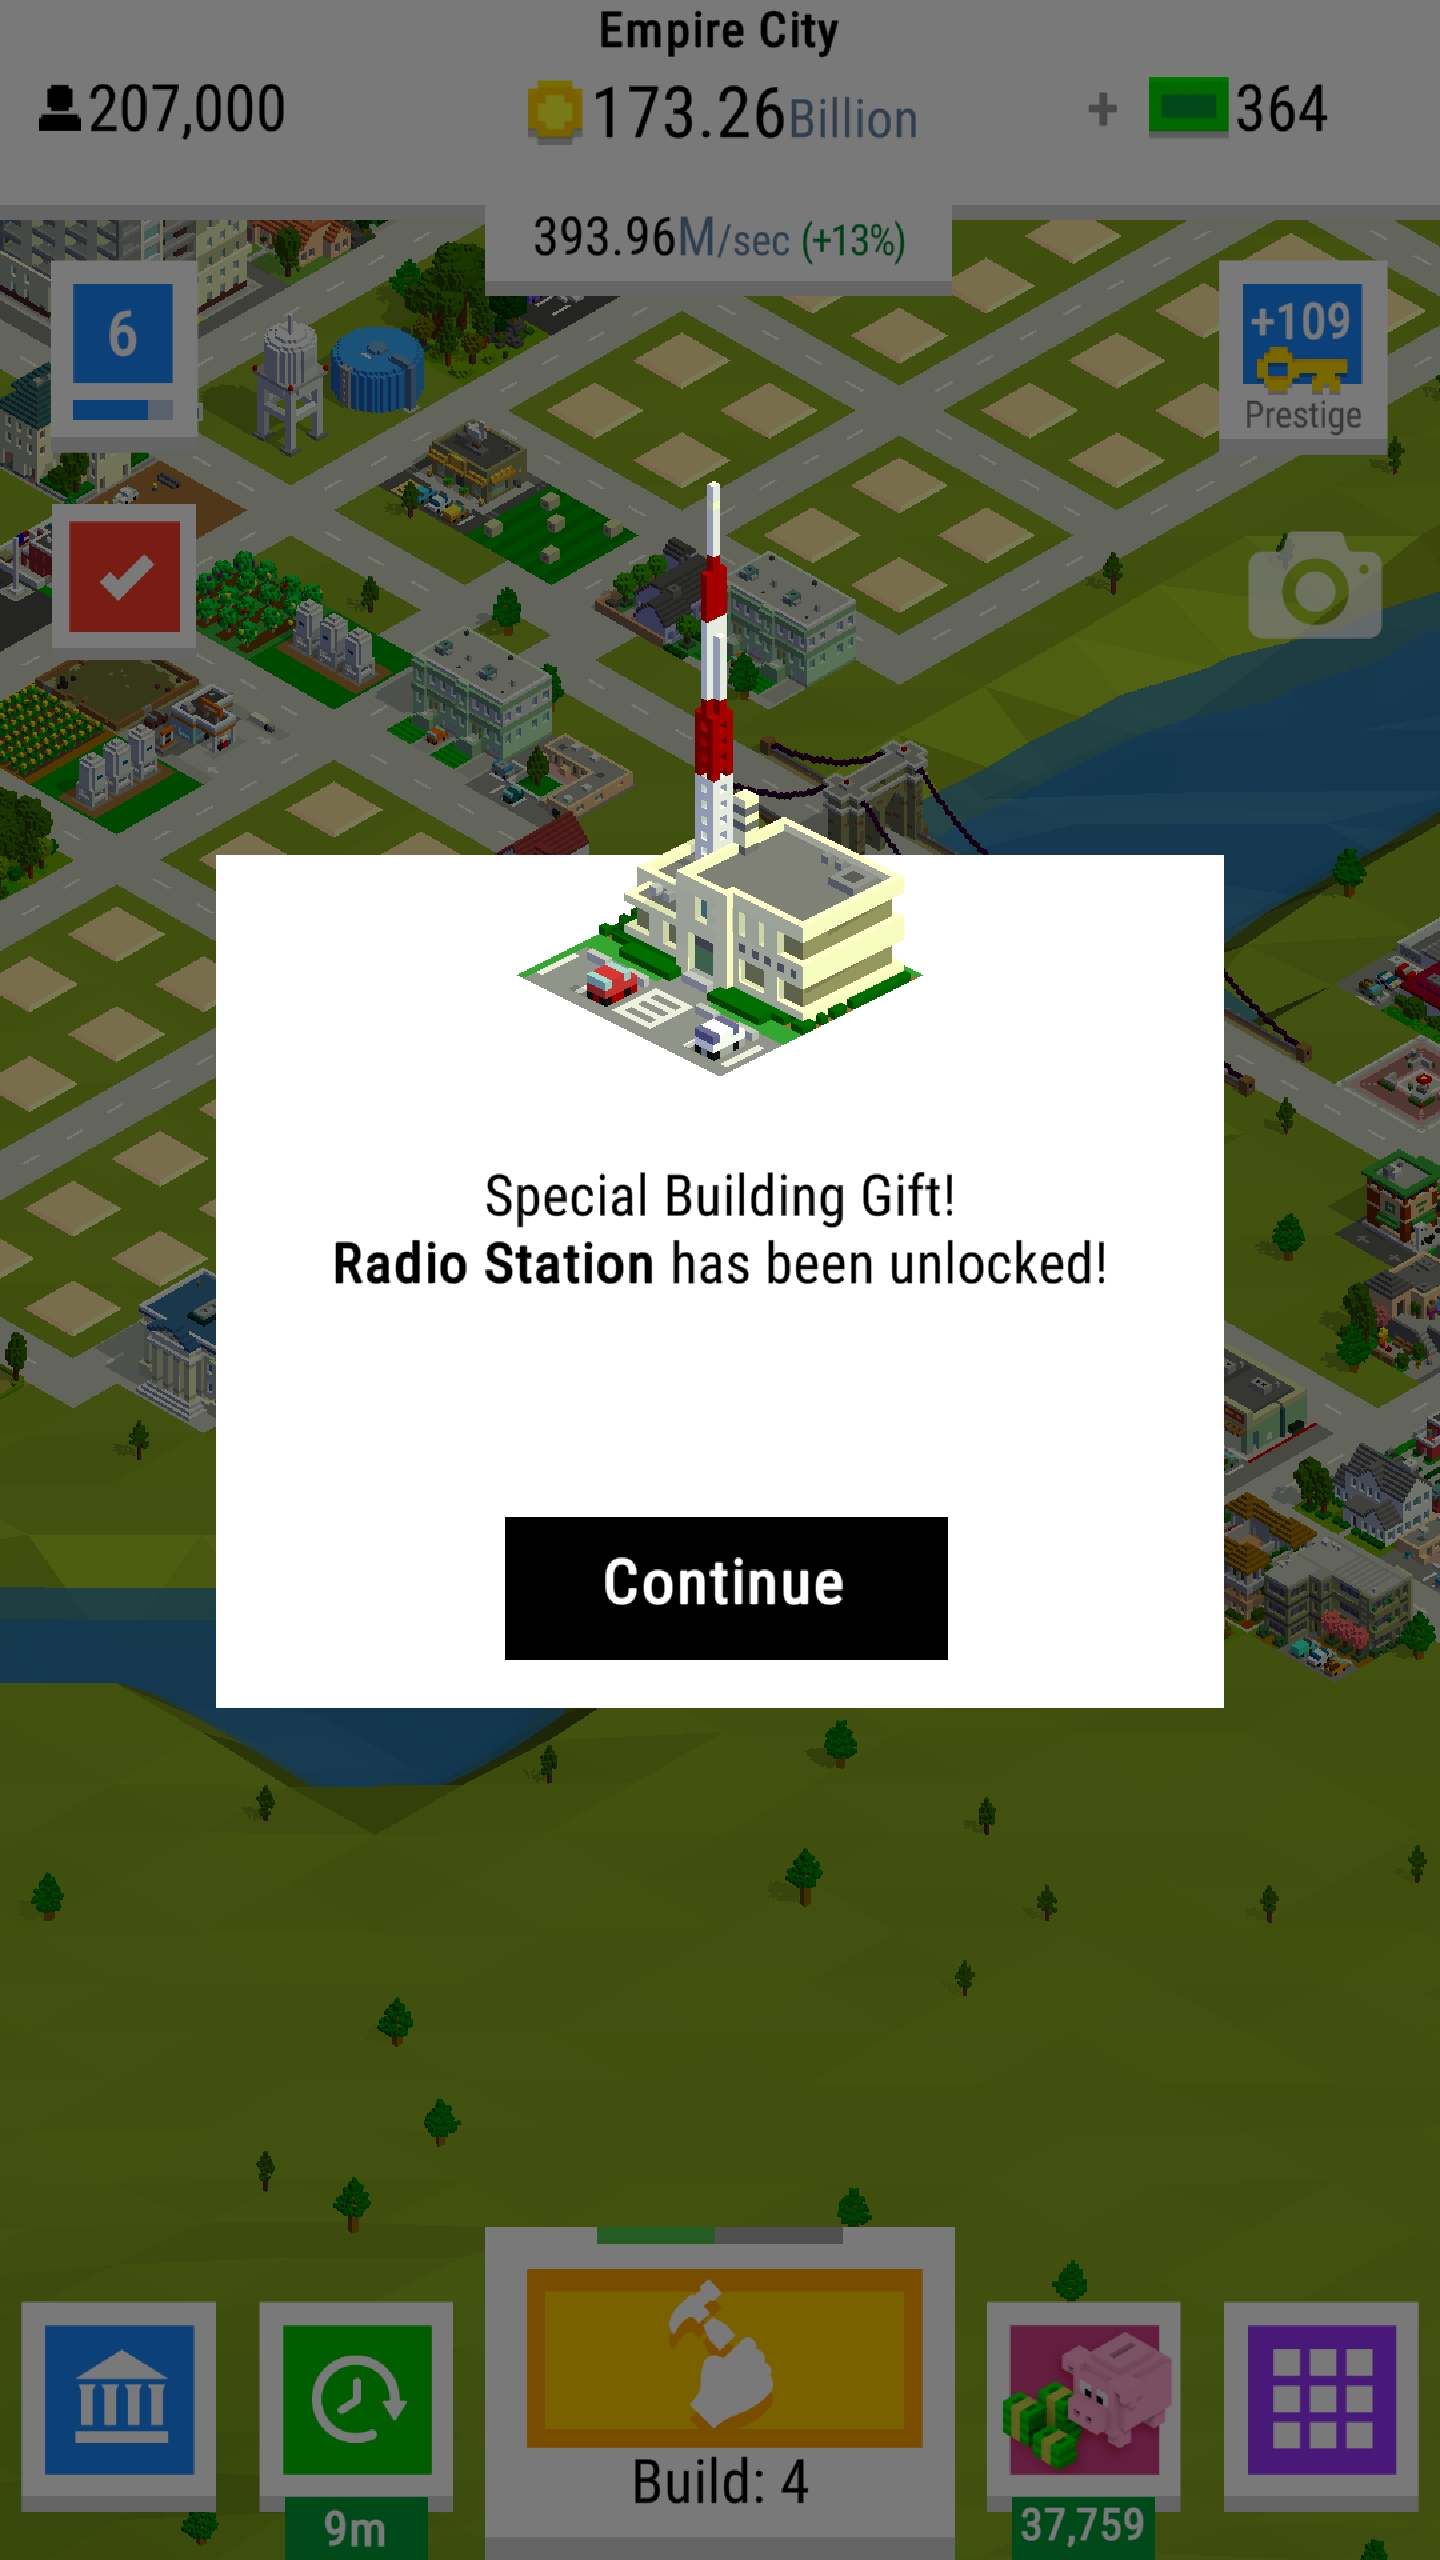 Empire City
207,000
173.26Billion
+ 364
393.96M/sec (+13%)
6
+109
Prestige
Special Building Gift!
Radio Station has been unlocked!
Continue
Build: 4
9m
37,759